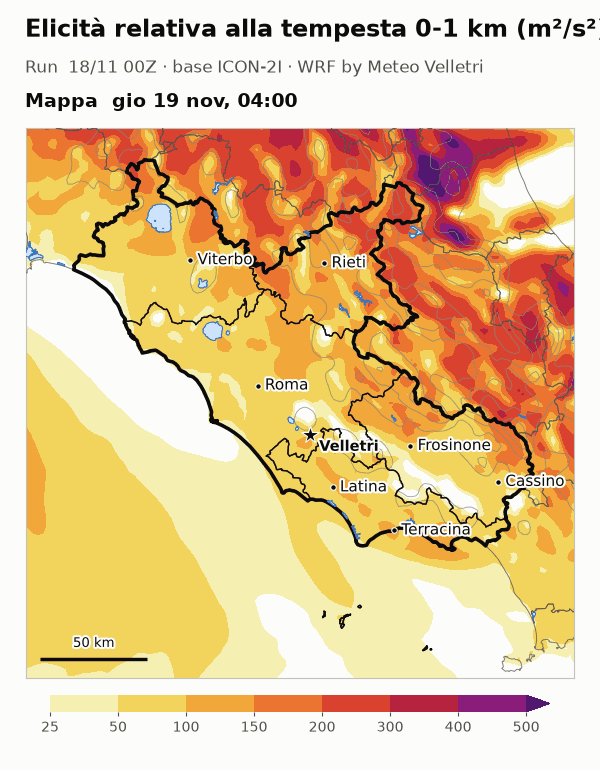 Elicità relativa alla tempesta 0-1 km (m²/s²)
Run 18/11 00Z · base ICON-2I · WRF by Meteo Velletri
Mappa gio 19 nov, 04:00
Viterbo
Rieti
Roma
Velletri
Frosinone
Cassino
Latina
Terracina
50 km
25 50 100 150 200 300 400 500